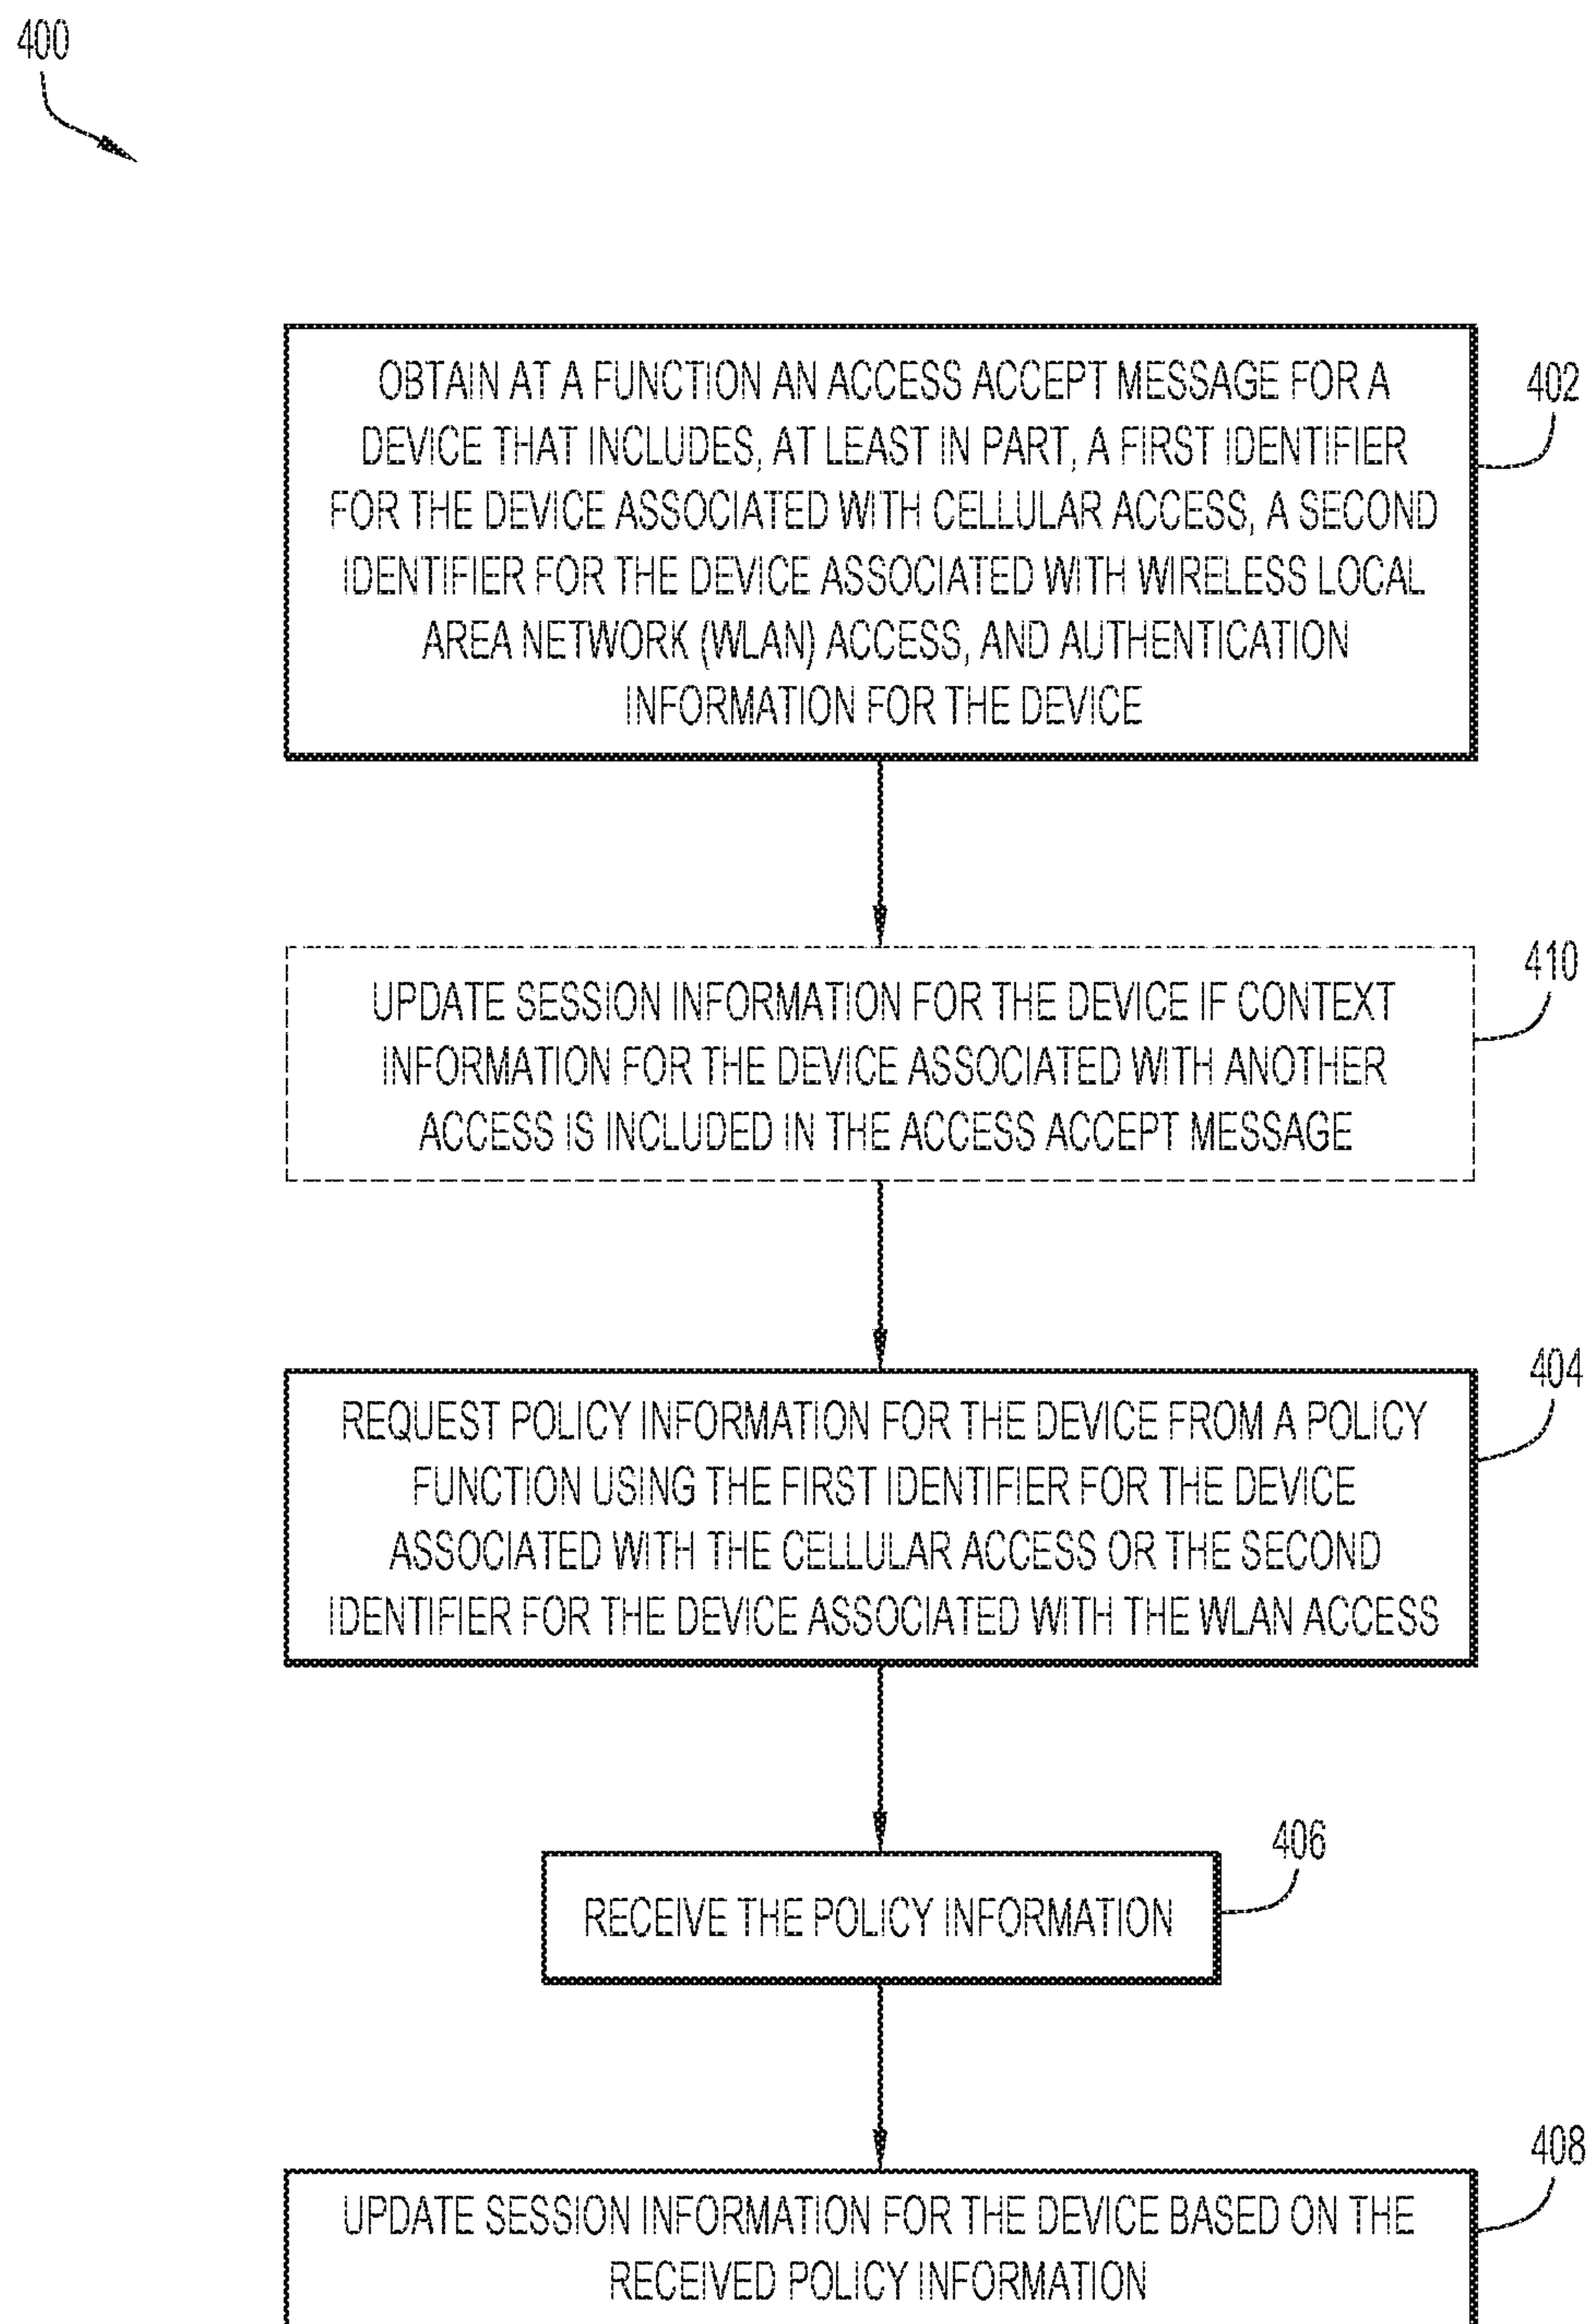 400
OBTAIN AT A FUNCTION AN ACCESS ACCEPT MESSAGE FOR A
DEVICE THAT INCLUDES, AT LEAST IN PART, A FIRST IDENTIFIER
FOR THE DEVICE ASSOCIATED WITH CELLULAR ACCESS, A SECOND
IDENTIFIER FOR THE DEVICE ASSOCIATED WITH WIRELESS LOCAL
AREA NETWORK (WLAN) ACCESS, AND AUTHENTICATION
INFORMATION FOR THE DEVICE
402
UPDATE SESSION INFORMATION FOR THE DEVICE IF CONTEXT
INFORMATION FOR THE DEVICE ASSOCIATED WITH ANOTHER
ACCESS IS INCLUDED IN THE ACCESS ACCEPT MESSAGE
410
REQUEST POLICY INFORMATION FOR THE DEVICE FROM A POLICY
FUNCTION USING THE FIRST IDENTIFIER FOR THE DEVICE
ASSOCIATED WITH THE CELLULAR ACCESS OR THE SECOND
IDENTIFIER FOR THE DEVICE ASSOCIATED WITH THE WLAN ACCESS
404
RECEIVE THE POLICY INFORMATION
406
UPDATE SESSION INFORMATION FOR THE DEVICE BASED ON THE
RECEIVED POLICY INFORMATION
408